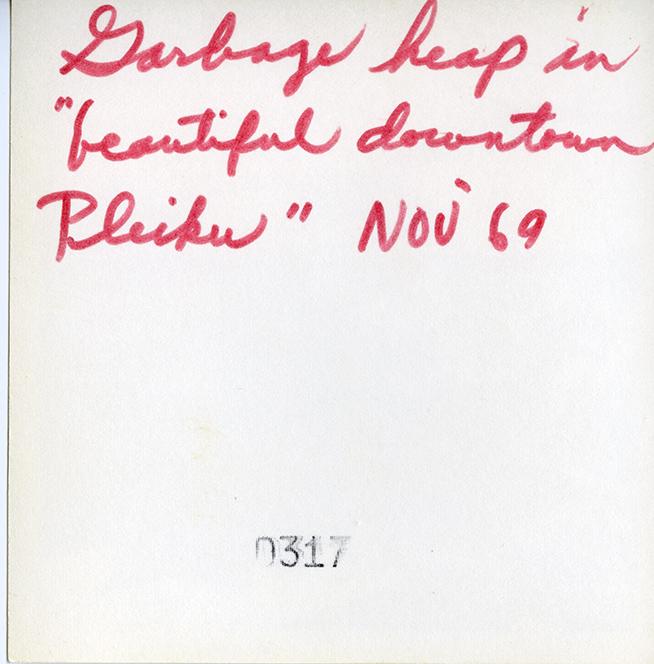 Garbage heap in
"beautiful downtown
Pleiku" NOV 69
0317